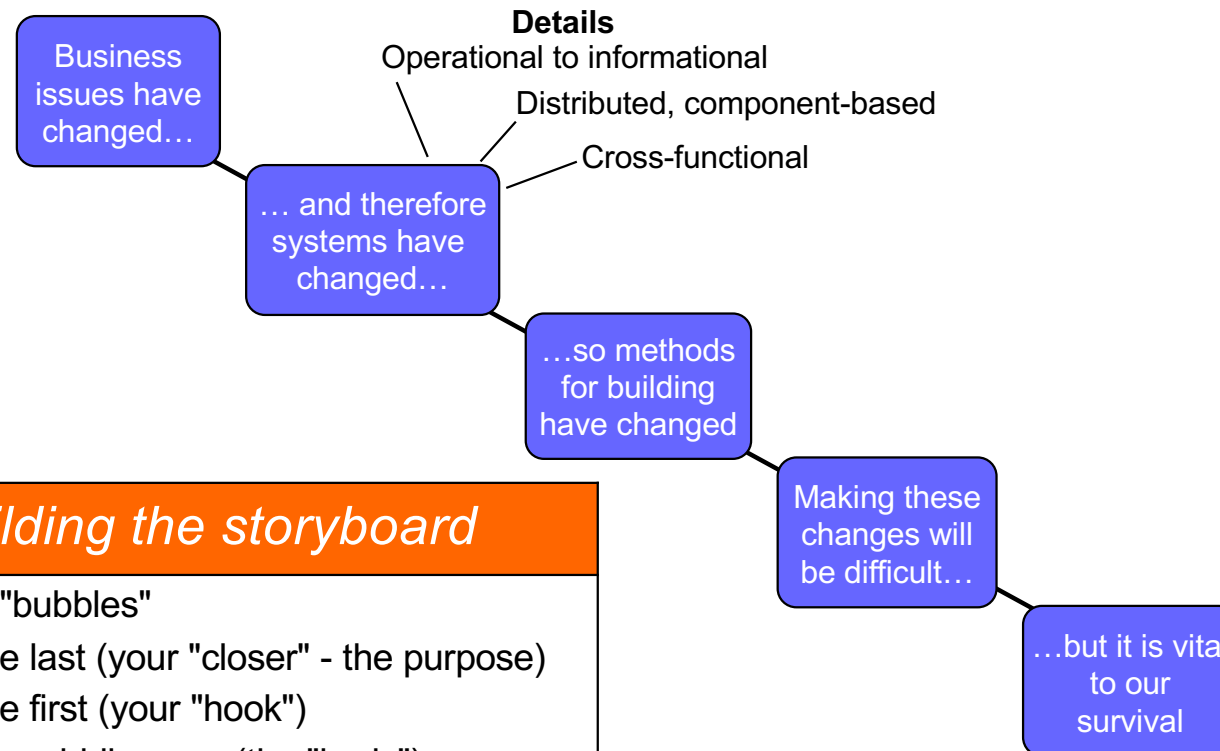 Details
Operational to informational
Distributed, component-based
Cross-functional
Business
issues have
changed…
… and therefore
systems have
changed…
…so methods
for building
have changed
Making these
changes will
be difficult…
…but it is vita
to our
survival
ilding the storyboard
"bubbles"
e last (your "closer" - the purpose)
e first (your "hook")